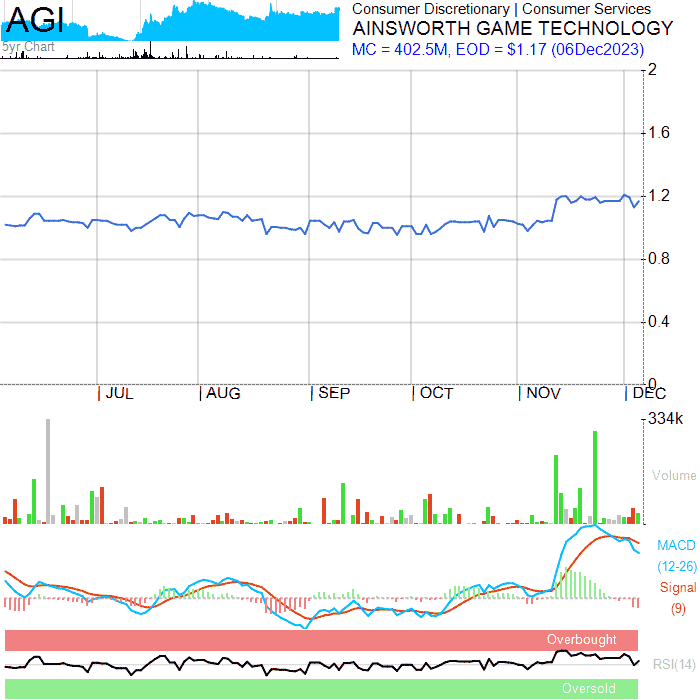 AGI
5yr Chart
Consumer Discretionary | Consumer Services
AINSWORTH GAME TECHNOLOGY
MC = 402.5M, EOD = $1.17 (06Dec2023)
2
1.6
1.2
0.8
0.4
0
JUL
AUG
SEP
OCT
NOV
DEC
334k
Volume
MACD
(12-26)
Signal
(9)
Overbought
RSI(14)
Oversold